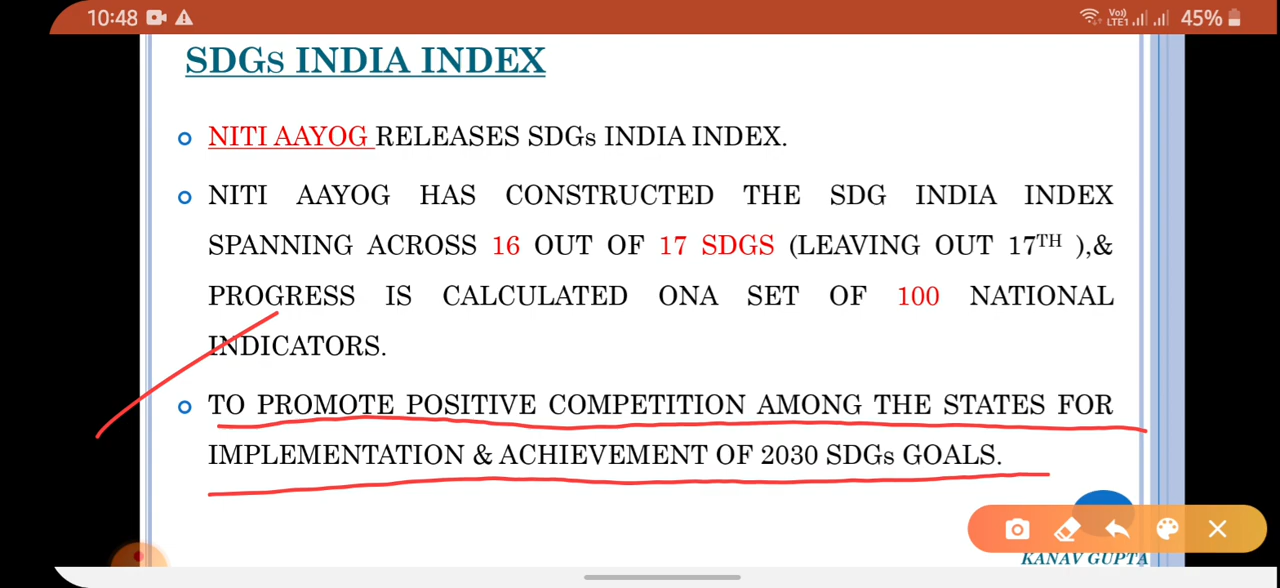 10:48
Vo)) LTE1 45%
SDGs INDIA INDEX
NITI AAYOG RELEASES SDGs INDIA INDEX.
NITI AAYOG HAS CONSTRUCTED THE SDG INDIA INDEX
SPANNING ACROSS 16 OUT OF 17 SDGS (LEAVING OUT 17TH ),&
PROGRESS IS CALCULATED ONA SET OF 100 NATIONAL
INDICATORS.
TO PROMOTE POSITIVE COMPETITION AMONG THE STATES FOR
IMPLEMENTATION & ACHIEVEMENT OF 2030 SDGs GOALS.
KANAV GUPTA